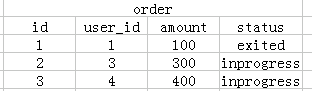 order
id user_id amount status
1 1 100 exited
2 3 300 inprogress
3 4 400 inprogress